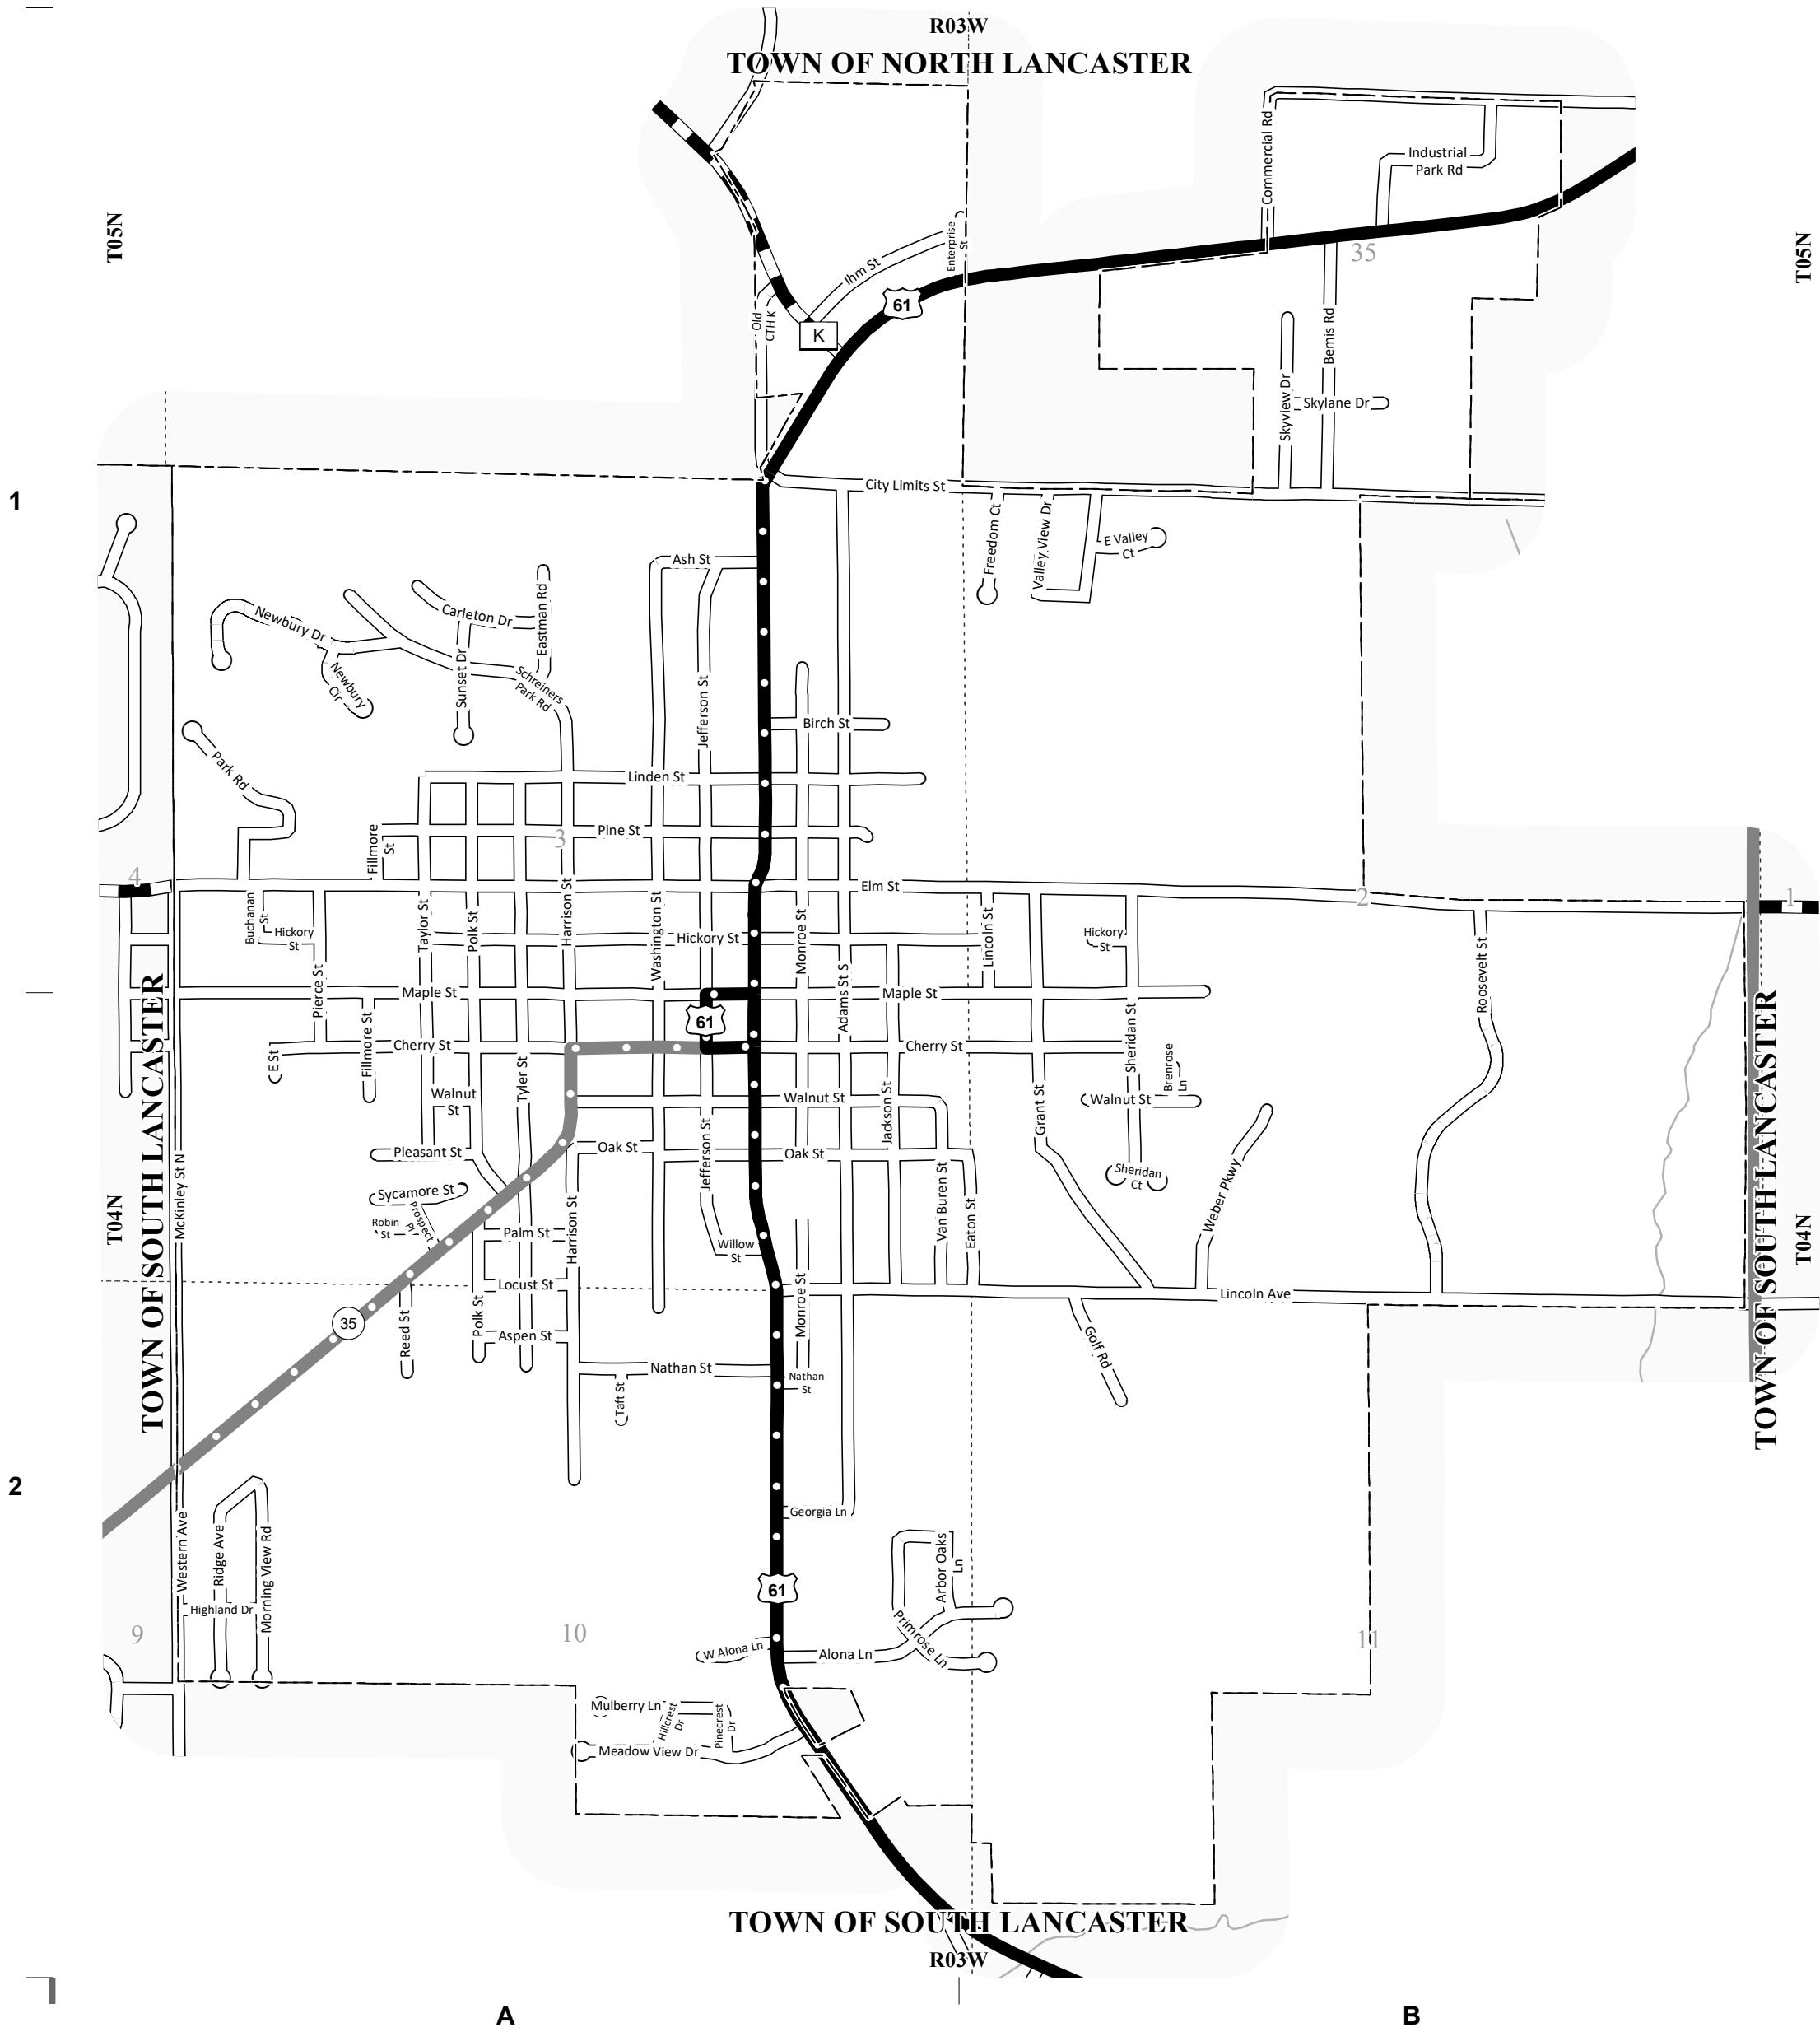 R03W
TOWN OF NORTH LANCASTER
Commercial Rd
Industrial
Park Rd
T05N
T05N
Enterprise
St
Ihm St
35
61
Old
CTH K
K
Bemis Rd
Skyview Dr
Skylane Dr
1
City Limits St
Freedom Ct
Valley View Dr
E Valley
Ct
Ash St
Eastman Rd
Carleton Dr
Newbury Dr
Newbury
Cir
Sunset Dr
Schreiners
Park Rd
Jefferson St
Birch St
Park Rd
Linden St
Fillmore
St
3
Pine St
4
Elm St
2
1
Buchanan
St
Hickory
St
Taylor St
Polk St
Harrison St
Washington St
Hickory St
Monroe St
Lincoln St
Hickory
St
Roosevelt St
Pierce St
Maple St
Adams St S
Maple St
61
TOWN OF SOUTH LANCASTER
TOWN OF SOUTH LANCASTER
E St
Fillmore St
Cherry St
Cherry St
Sheridan St
Brenrose
Ln
Tyler St
Walnut
St
Walnut St
Jackson St
Grant St
Walnut St
Pleasant St
Oak St
Jefferson St
Oak St
Sheridan
Ct
Sycamore St
Prospect
Pl
Robin
St
Palm St
Harrison St
Willow
St
Van Buren St
Eaton St
Weber Pkwy
McKinley St N
T04N
T04N
Locust St
Monroe St
Lincoln Ave
35
Reed St
Polk St
Aspen St
Golf Rd
Nathan St
Nathan
St
Taft St
2
Georgia Ln
Western Ave
Ridge Ave
Morning View Rd
Highland Dr
61
Arbor Oaks
Ln
Primrose Ln
9
10
11
W Alona Ln
Alona Ln
Mulberry Ln
Hillcrest
Dr
Pinecrest
Dr
Meadow View Dr
TOWN OF SOUTH LANCASTER
R03W
A
B